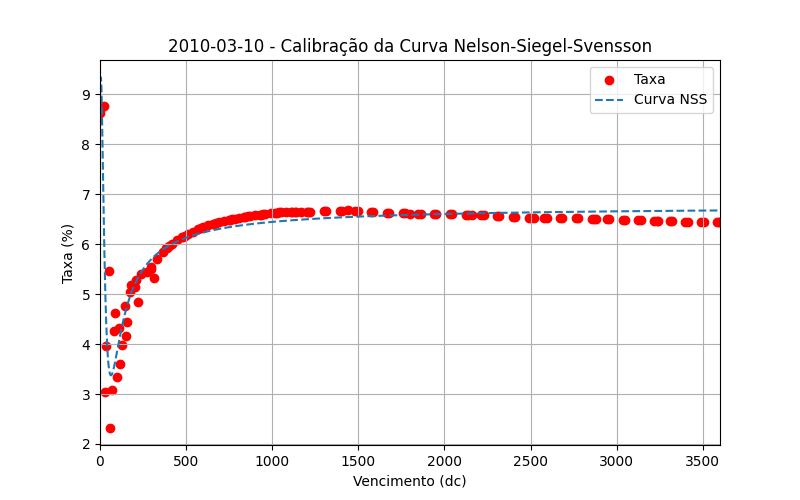 2010-03-10 - Calibração da Curva Nelson-Siegel-Svensson
Taxa
Curva NSS
Taxa (%)
9
8
7
6
5
4
3
2
0 500 1000 1500 2000 2500 3000 3500
Vencimento (dc)